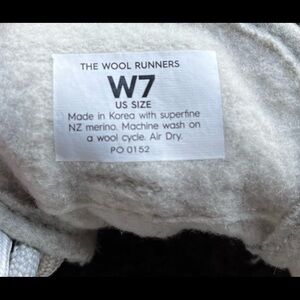 THE WOOL RUNNERS
W7
US SIZE
Made in Korea with superfine
NZ merino. Machine wash on
a wool cycle. Air Dry.
PO 0152